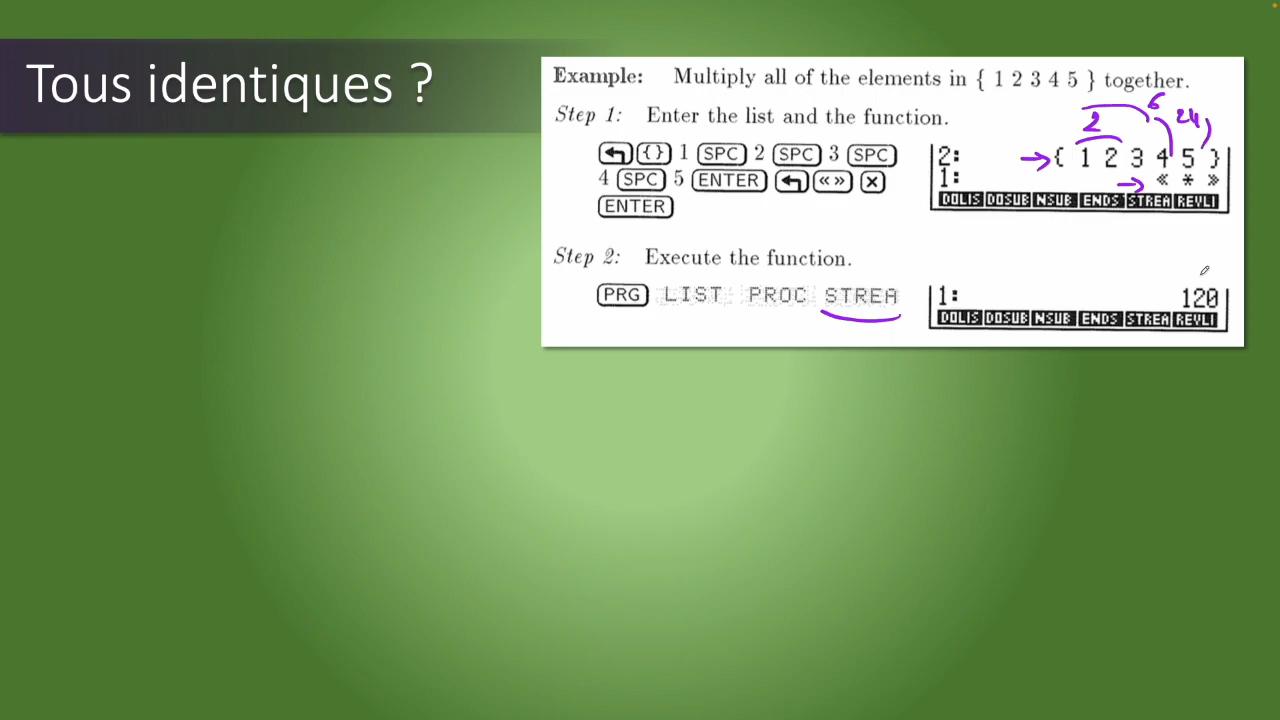 Tous identiques ?
Example: Multiply all of the elements in { 1 2 3 4 5 } together.
Step 1: Enter the list and the function.
6
2 24
↰ {} 1 SPC 2 SPC 3 SPC
4 SPC 5 ENTER ↰ «» ×
ENTER
2: { 1 2 3 4 5 }
1: « * »
DOLIS DOSUB NSUB ENDS STREA REVLI
Step 2: Execute the function.
PRG LIST PROC STREA
1: 120
DOLIS DOSUB NSUB ENDS STREA REVLI